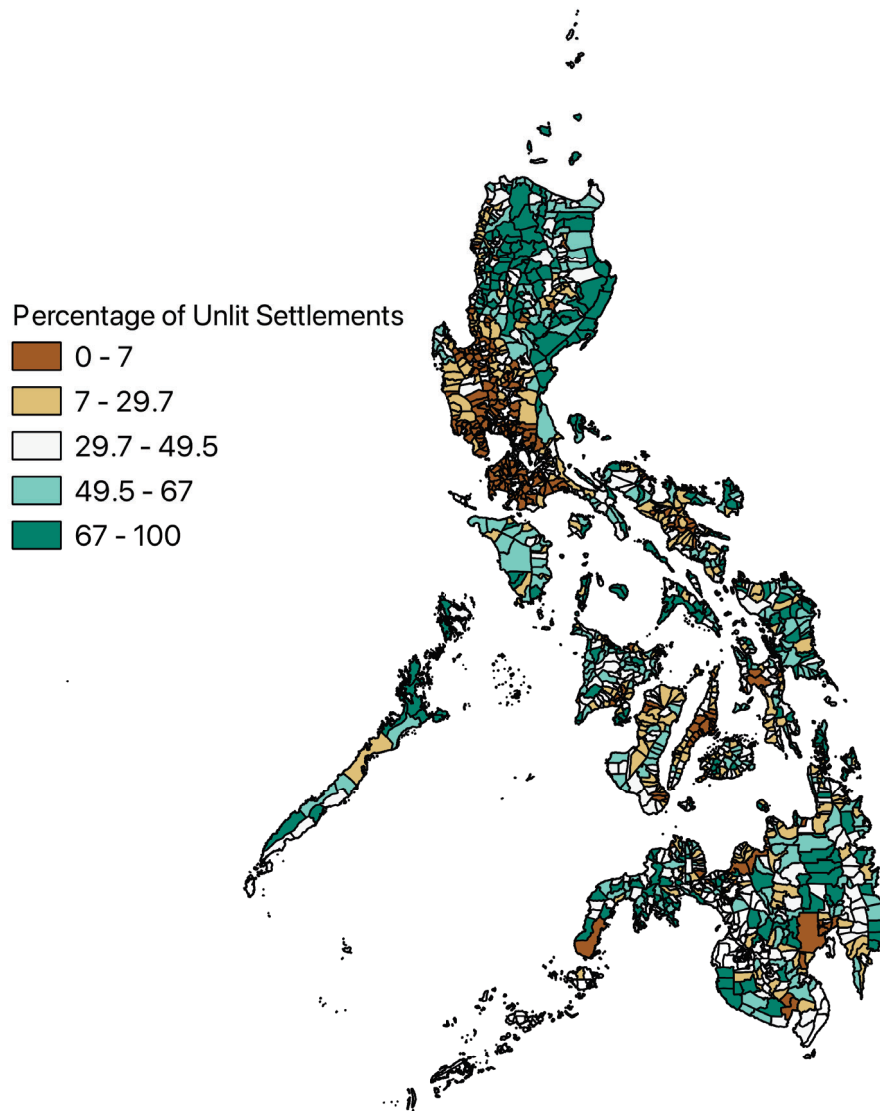 Percentage of Unlit Settlements
0 - 7
7 - 29.7
29.7 - 49.5
49.5 - 67
67 - 100